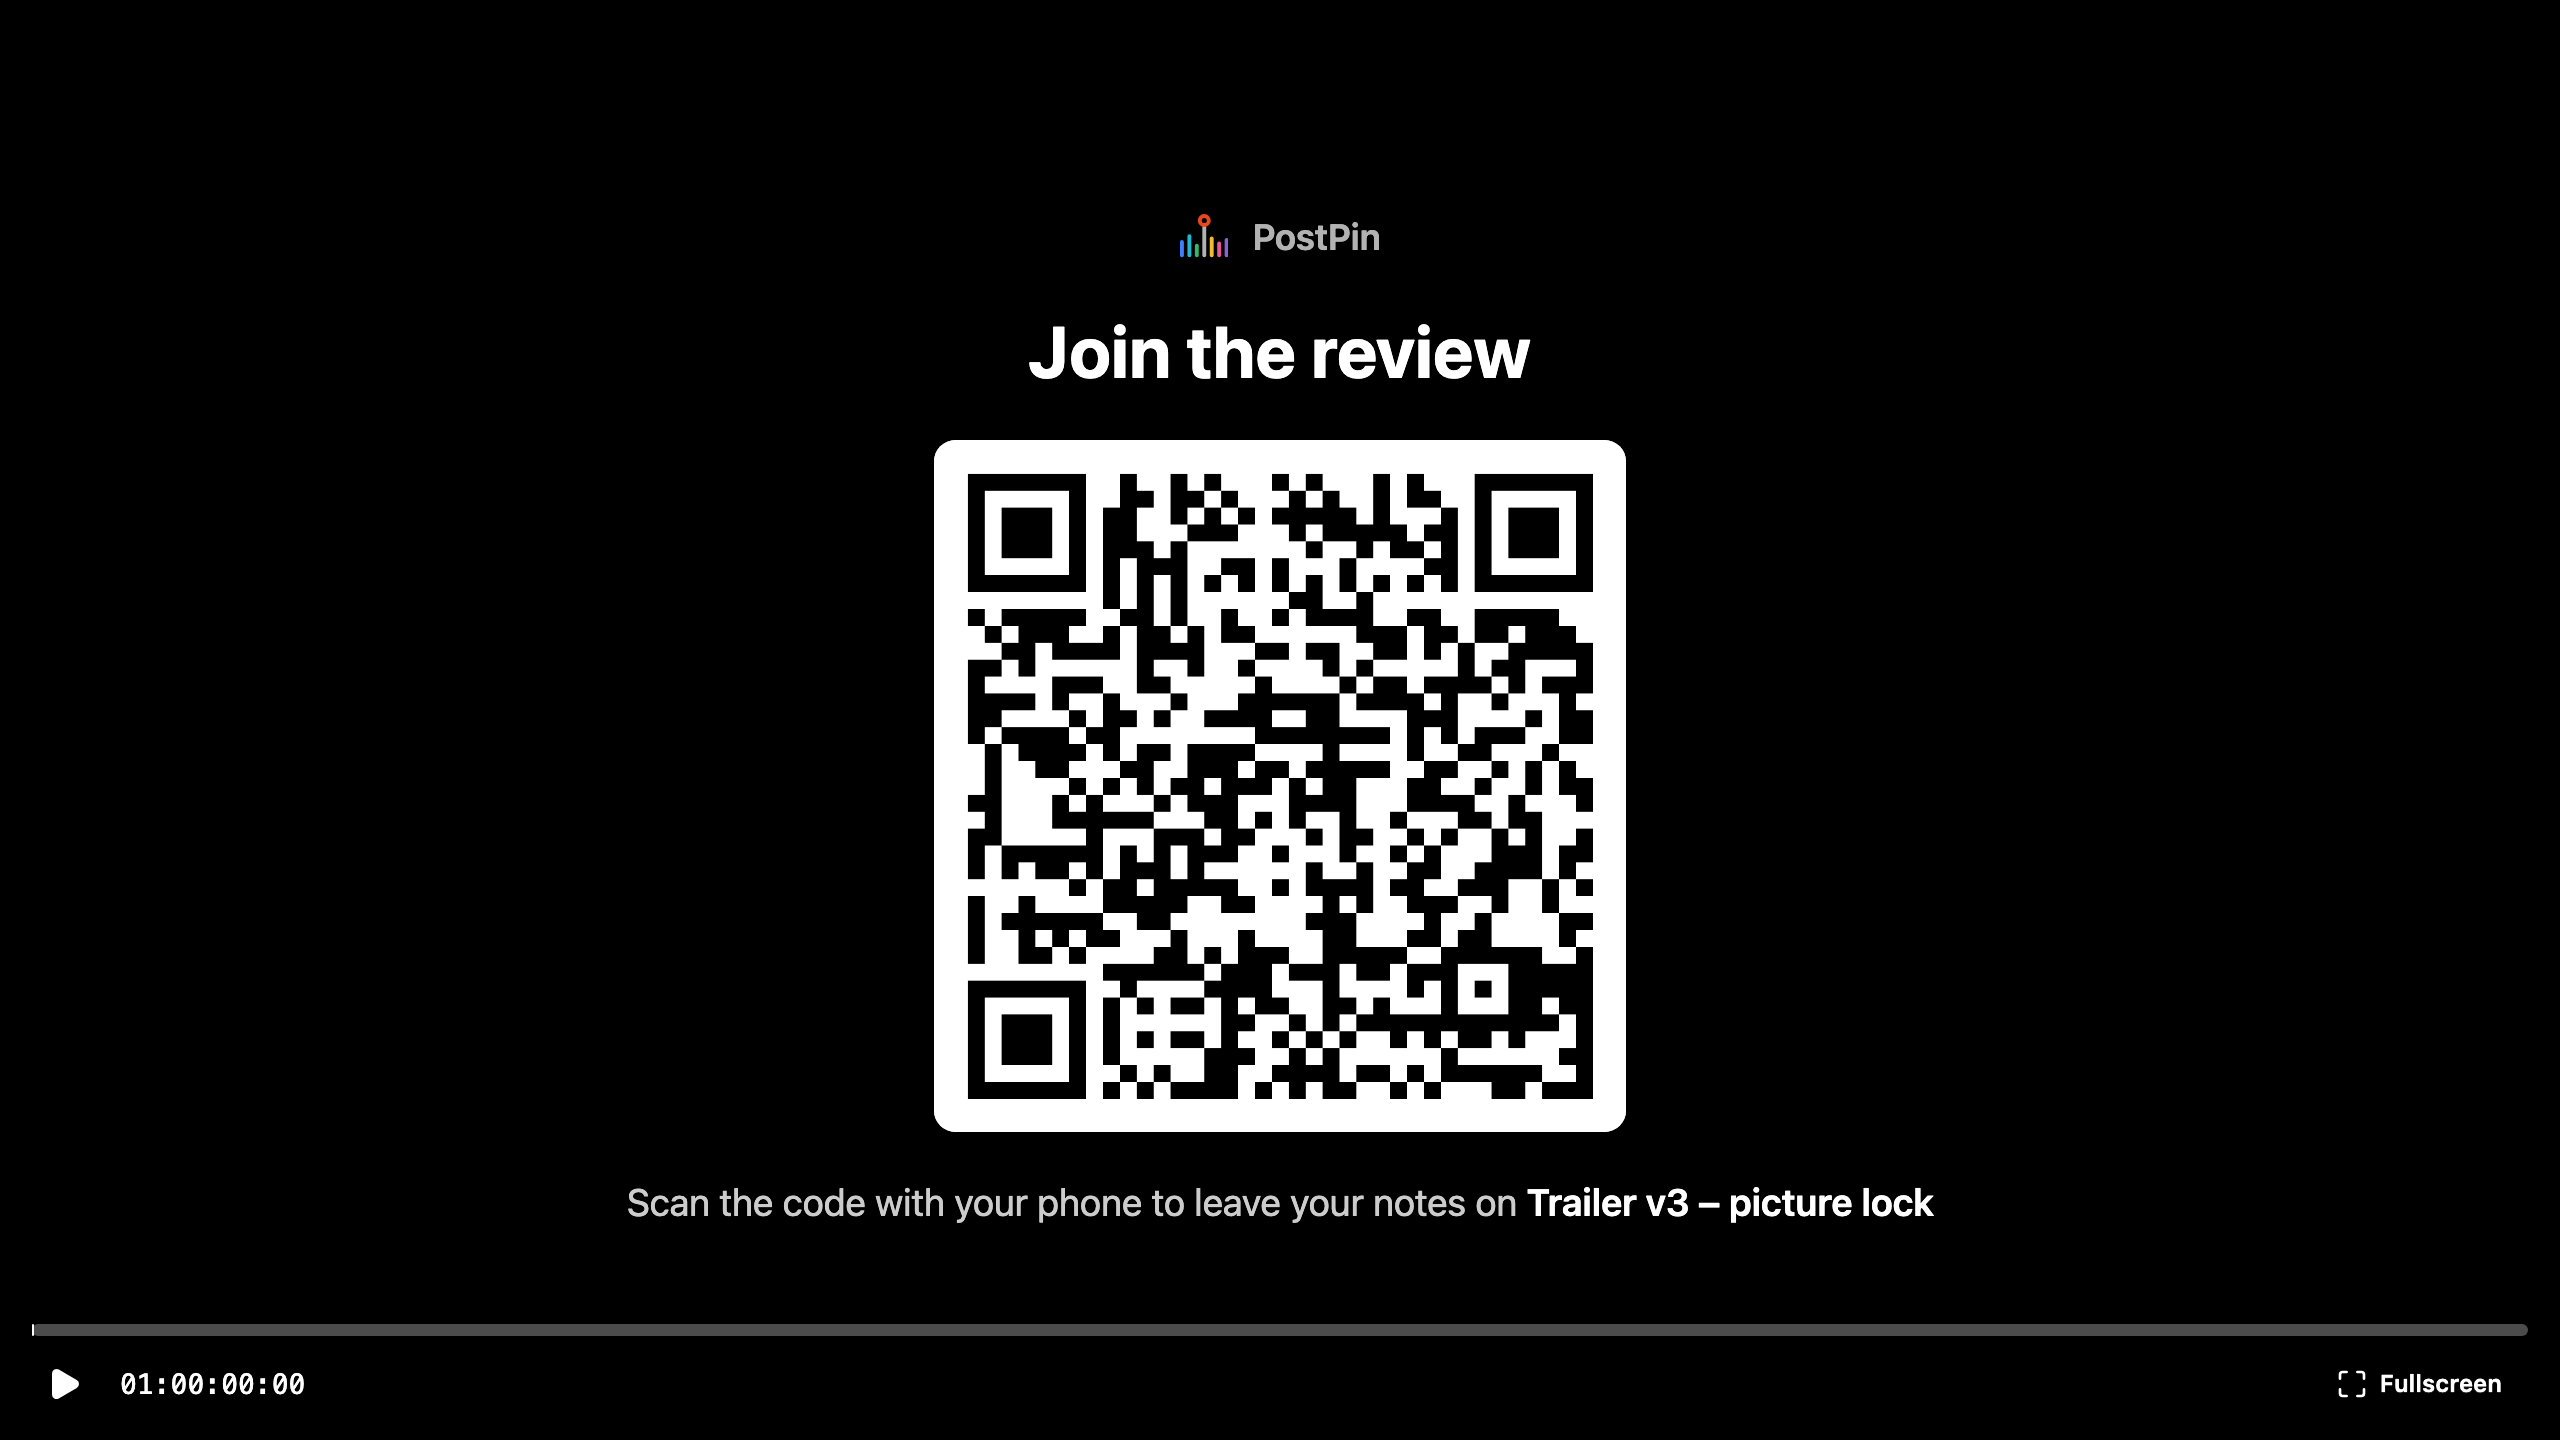 PostPin
Join the review
Scan the code with your phone to leave your notes on Trailer v3 – picture lock
01:00:00:00
Fullscreen